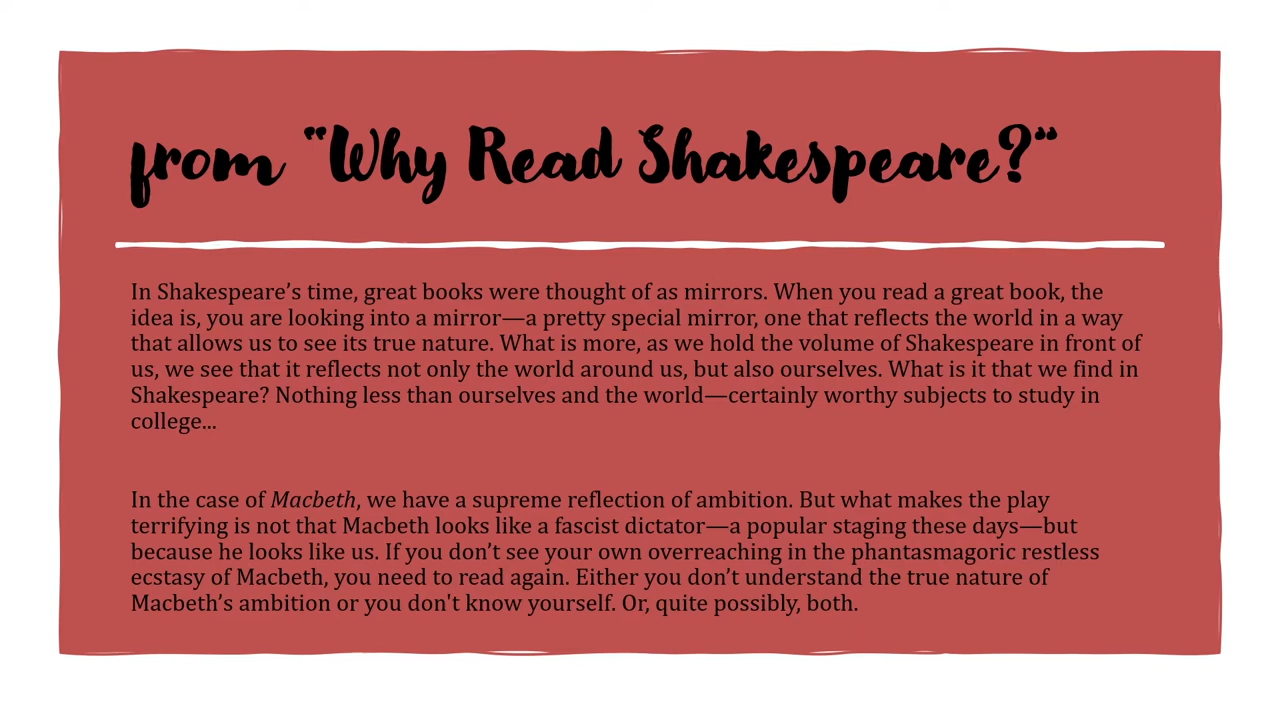 from "Why Read Shakespeare?"
In Shakespeare’s time, great books were thought of as mirrors. When you read a great book, the
idea is, you are looking into a mirror—a pretty special mirror, one that reflects the world in a way
that allows us to see its true nature. What is more, as we hold the volume of Shakespeare in front of
us, we see that it reflects not only the world around us, but also ourselves. What is it that we find in
Shakespeare? Nothing less than ourselves and the world—certainly worthy subjects to study in
college...
In the case of Macbeth, we have a supreme reflection of ambition. But what makes the play
terrifying is not that Macbeth looks like a fascist dictator—a popular staging these days—but
because he looks like us. If you don’t see your own overreaching in the phantasmagoric restless
ecstasy of Macbeth, you need to read again. Either you don’t understand the true nature of
Macbeth’s ambition or you don't know yourself. Or, quite possibly, both.